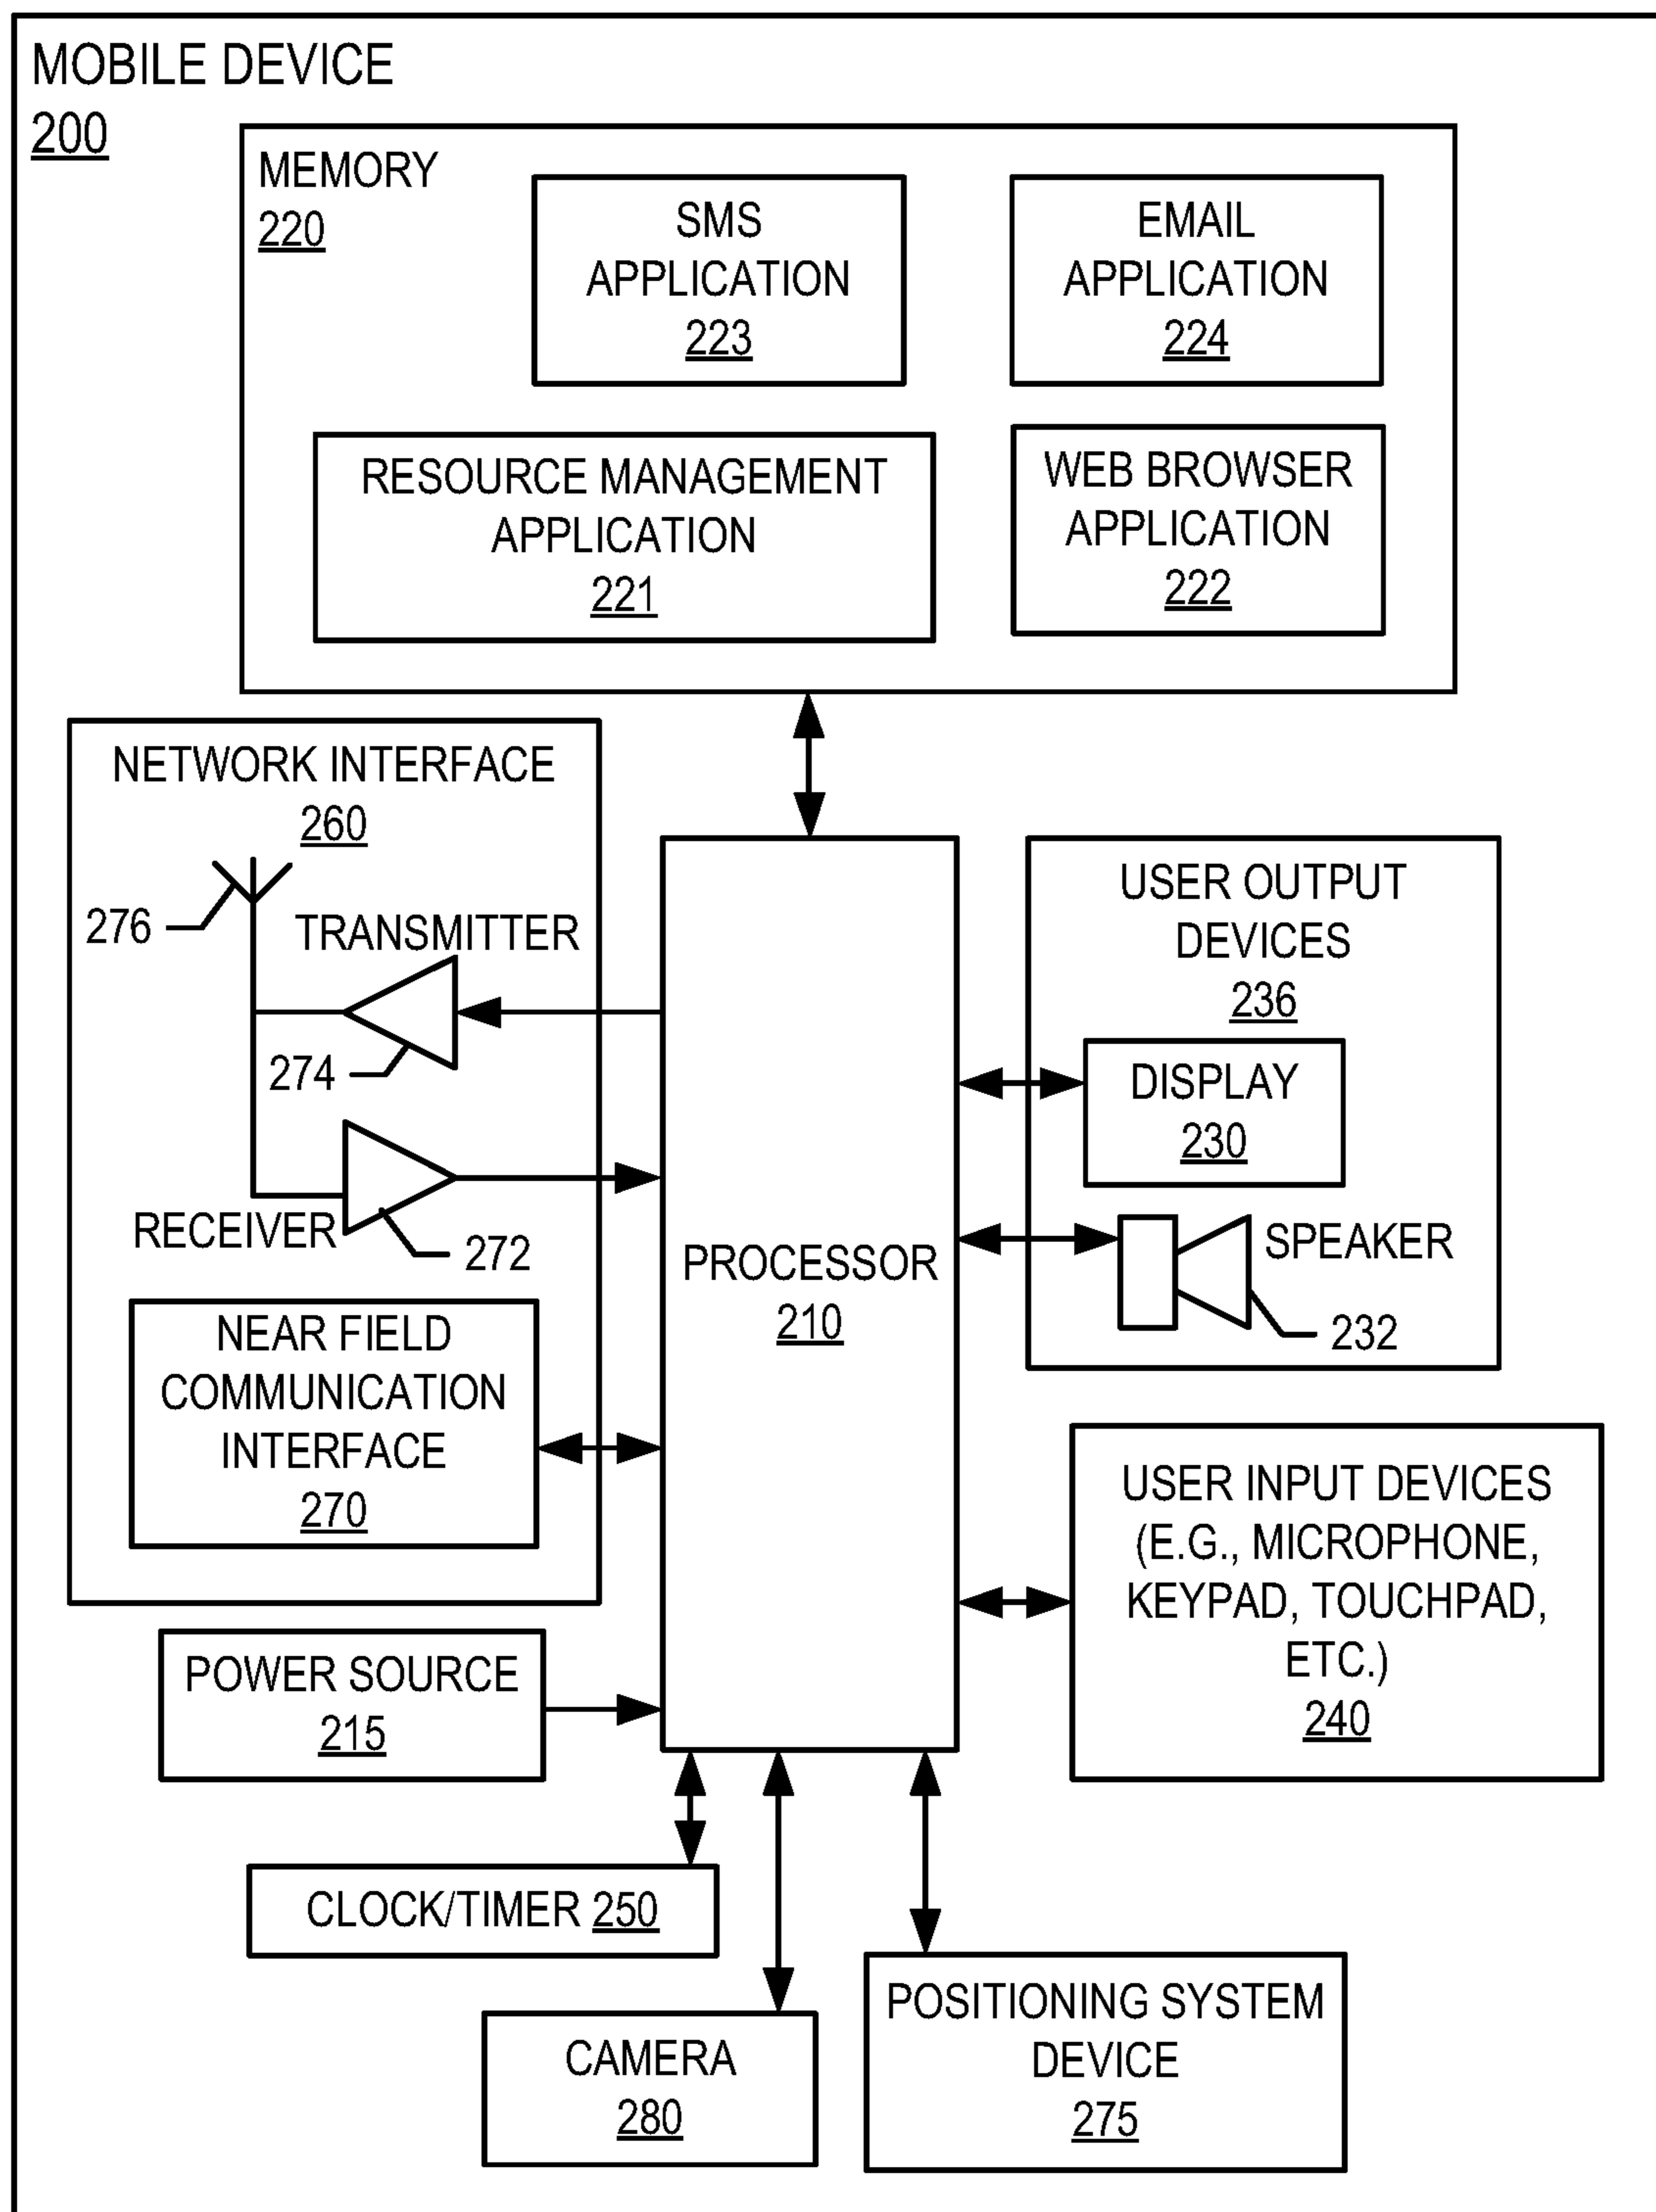 MOBILE DEVICE
200
MEMORY
220
SMS
APPLICATION
223
EMAIL
APPLICATION
224
RESOURCE MANAGEMENT
APPLICATION
221
WEB BROWSER
APPLICATION
222
NETWORK INTERFACE
260
276
TRANSMITTER
274
RECEIVER
272
NEAR FIELD
COMMUNICATION
INTERFACE
270
PROCESSOR
210
USER OUTPUT
DEVICES
236
DISPLAY
230
SPEAKER
232
USER INPUT DEVICES
(E.G., MICROPHONE,
KEYPAD, TOUCHPAD,
ETC.)
240
POWER SOURCE
215
CLOCK/TIMER 250
CAMERA
280
POSITIONING SYSTEM
DEVICE
275